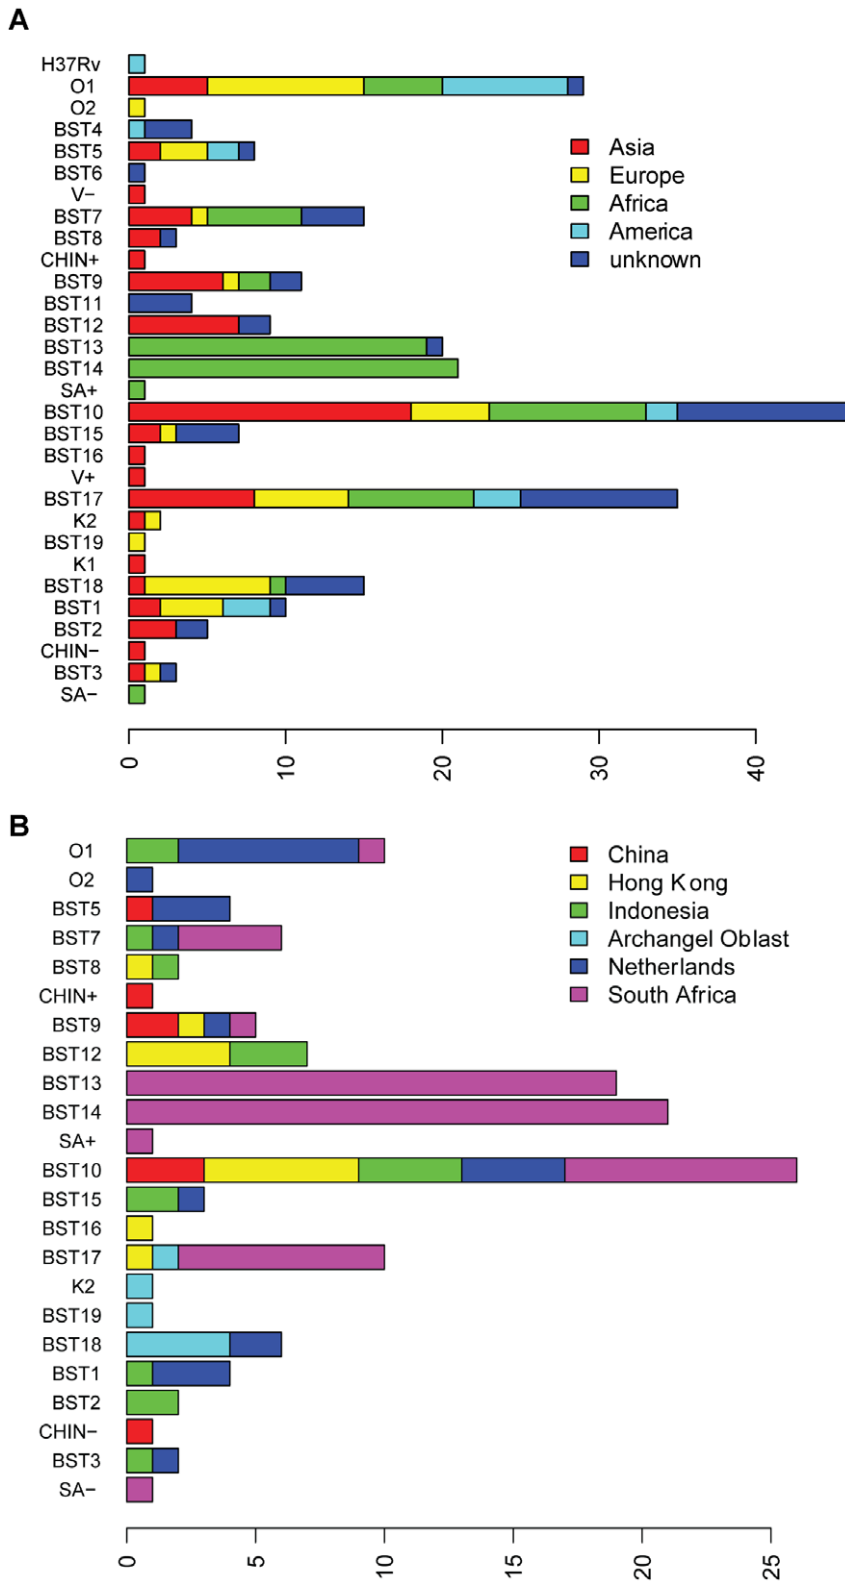 A
H37Rv
O1
O2
BST4
BST5
BST6
V−
BST7
BST8
CHIN+
BST9
BST11
BST12
BST13
BST14
SA+
BST10
BST15
BST16
V+
BST17
K2
BST19
K1
BST18
BST1
BST2
CHIN−
BST3
SA−
Asia
Europe
Africa
America
unknown
0 10 20 30 40
B
O1
O2
BST5
BST7
BST8
CHIN+
BST9
BST12
BST13
BST14
SA+
BST10
BST15
BST16
BST17
K2
BST19
BST18
BST1
BST2
CHIN−
BST3
SA−
China
Hong Kong
Indonesia
Archangel Oblast
Netherlands
South Africa
0 5 10 15 20 25